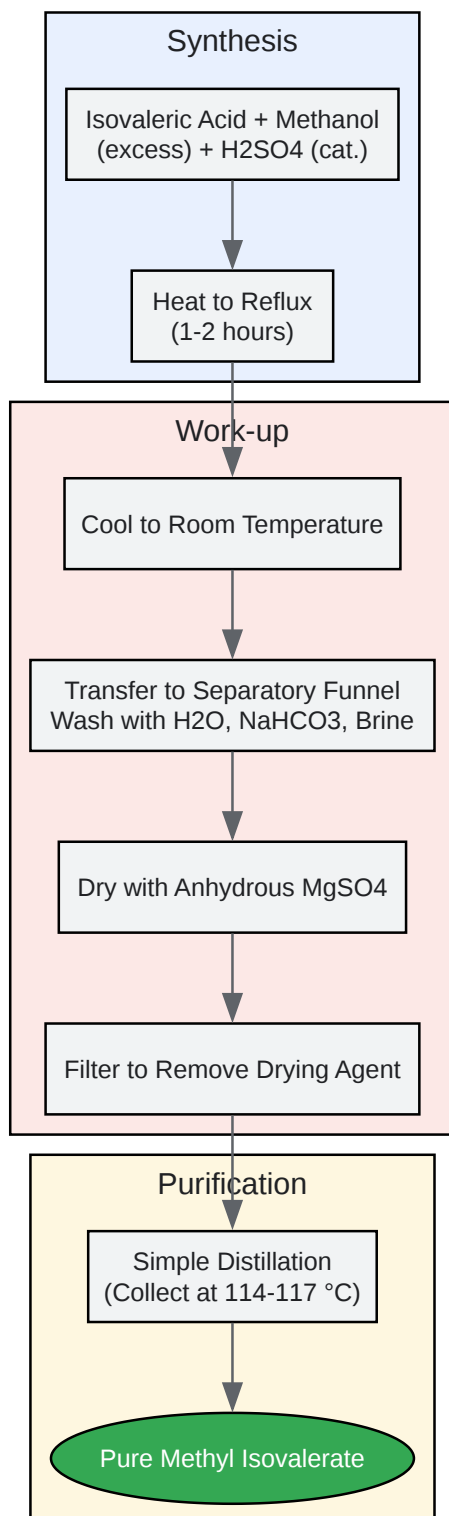 Synthesis
Isovaleric Acid + Methanol
(excess) + H2SO4 (cat.)
Heat to Reflux
(1-2 hours)
Work-up
Cool to Room Temperature
Transfer to Separatory Funnel
Wash with H2O, NaHCO3, Brine
Dry with Anhydrous MgSO4
Filter to Remove Drying Agent
Purification
Simple Distillation
(Collect at 114-117 °C)
Pure Methyl Isovalerate